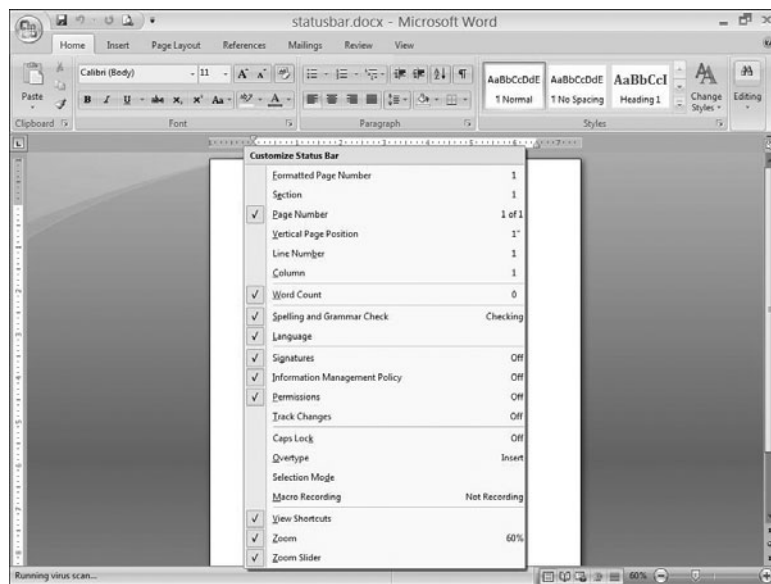 statusbar.docx - Microsoft Word
Home Insert Page Layout References Mailings Review View
Calibri (Body) 11
Paste
B I U abc x₂ x² Aa ab A
AaBbCcDdE AaBbCcDdE AaBbCcI
¶ Normal ¶ No Spacing Heading 1
Change Styles
Editing
Clipboard Font Paragraph Styles
Customize Status Bar
Formatted Page Number 1
Section 1
Page Number 1 of 1
Vertical Page Position 1"
Line Number 1
Column 1
Word Count 0
Spelling and Grammar Check Checking
Language
Signatures Off
Information Management Policy Off
Permissions Off
Track Changes Off
Caps Lock Off
Overtype Insert
Selection Mode
Macro Recording Not Recording
View Shortcuts
Zoom 60%
Zoom Slider
Running virus scan... 60%